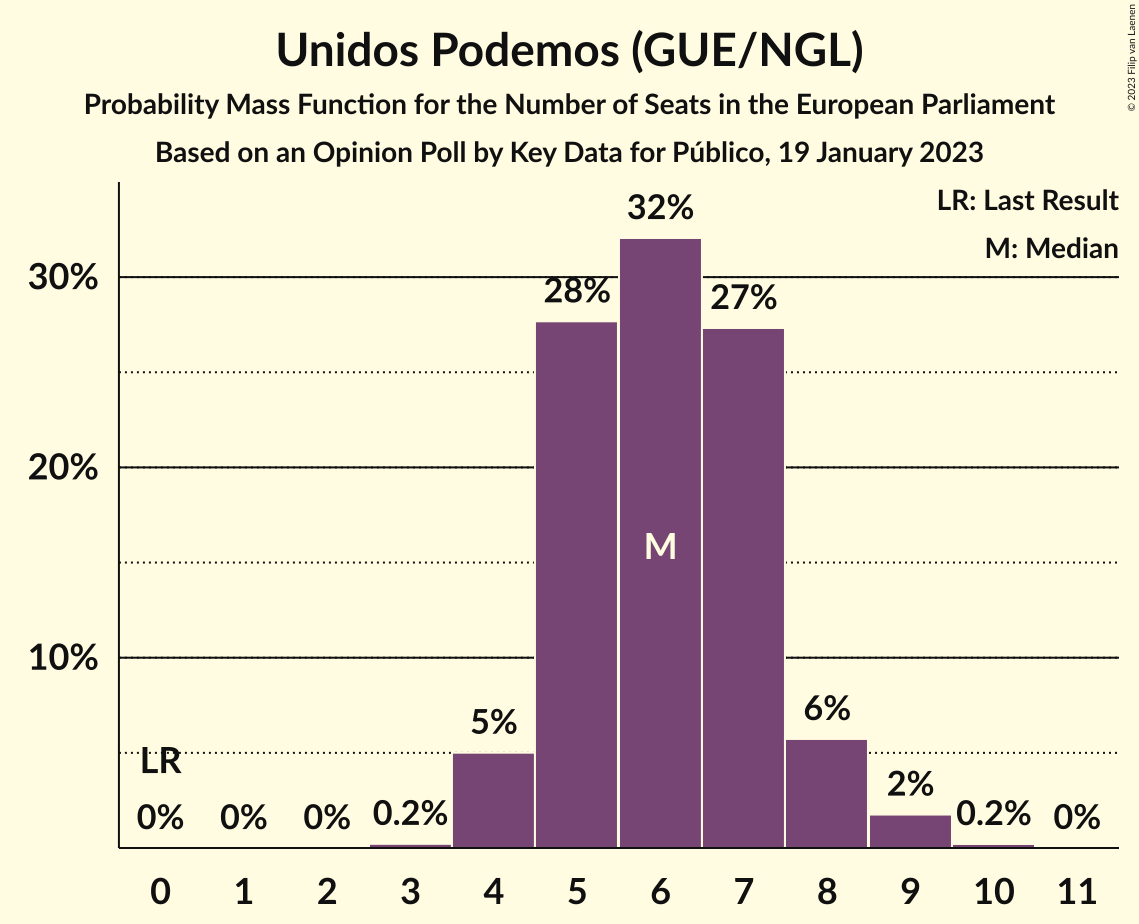 Unidos Podemos (GUE/NGL)
Probability Mass Function for the Number of Seats in the European Parliament
Based on an Opinion Poll by Key Data for Público, 19 January 2023
© 2023 Filip van Laenen
LR: Last Result
M: Median
32%
30%
28%
27%
20%
M
10%
5%
6%
LR
2%
0%
0%
0%
0.2%
0.2%
0%
0 1 2 3 4 5 6 7 8 9 10 11